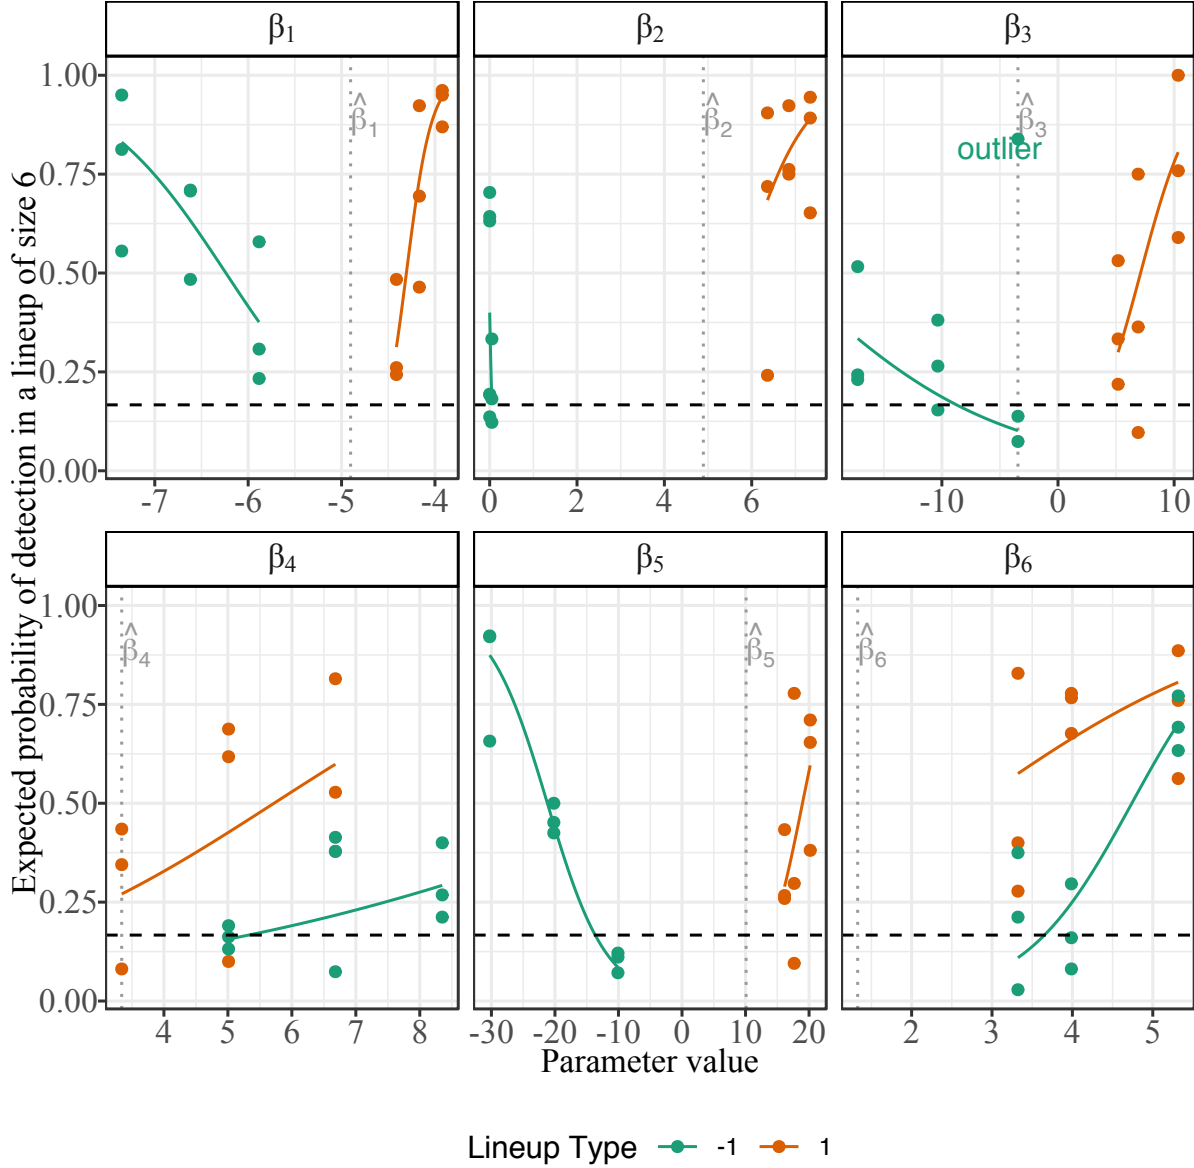 β1 β2 β3
Expected probability of detection in a lineup of size 6
1.00
0.75
0.50
0.25
0.00
β̂1
β̂2
β̂3
outlier
-7 -6 -5 -4
0 2 4 6
-10 0 10
β4 β5 β6
1.00
0.75
0.50
0.25
0.00
β̂4
β̂5
β̂6
4 5 6 7 8
-30 -20 -10 0 10 20
2 3 4 5
Parameter value
Lineup Type -1 1